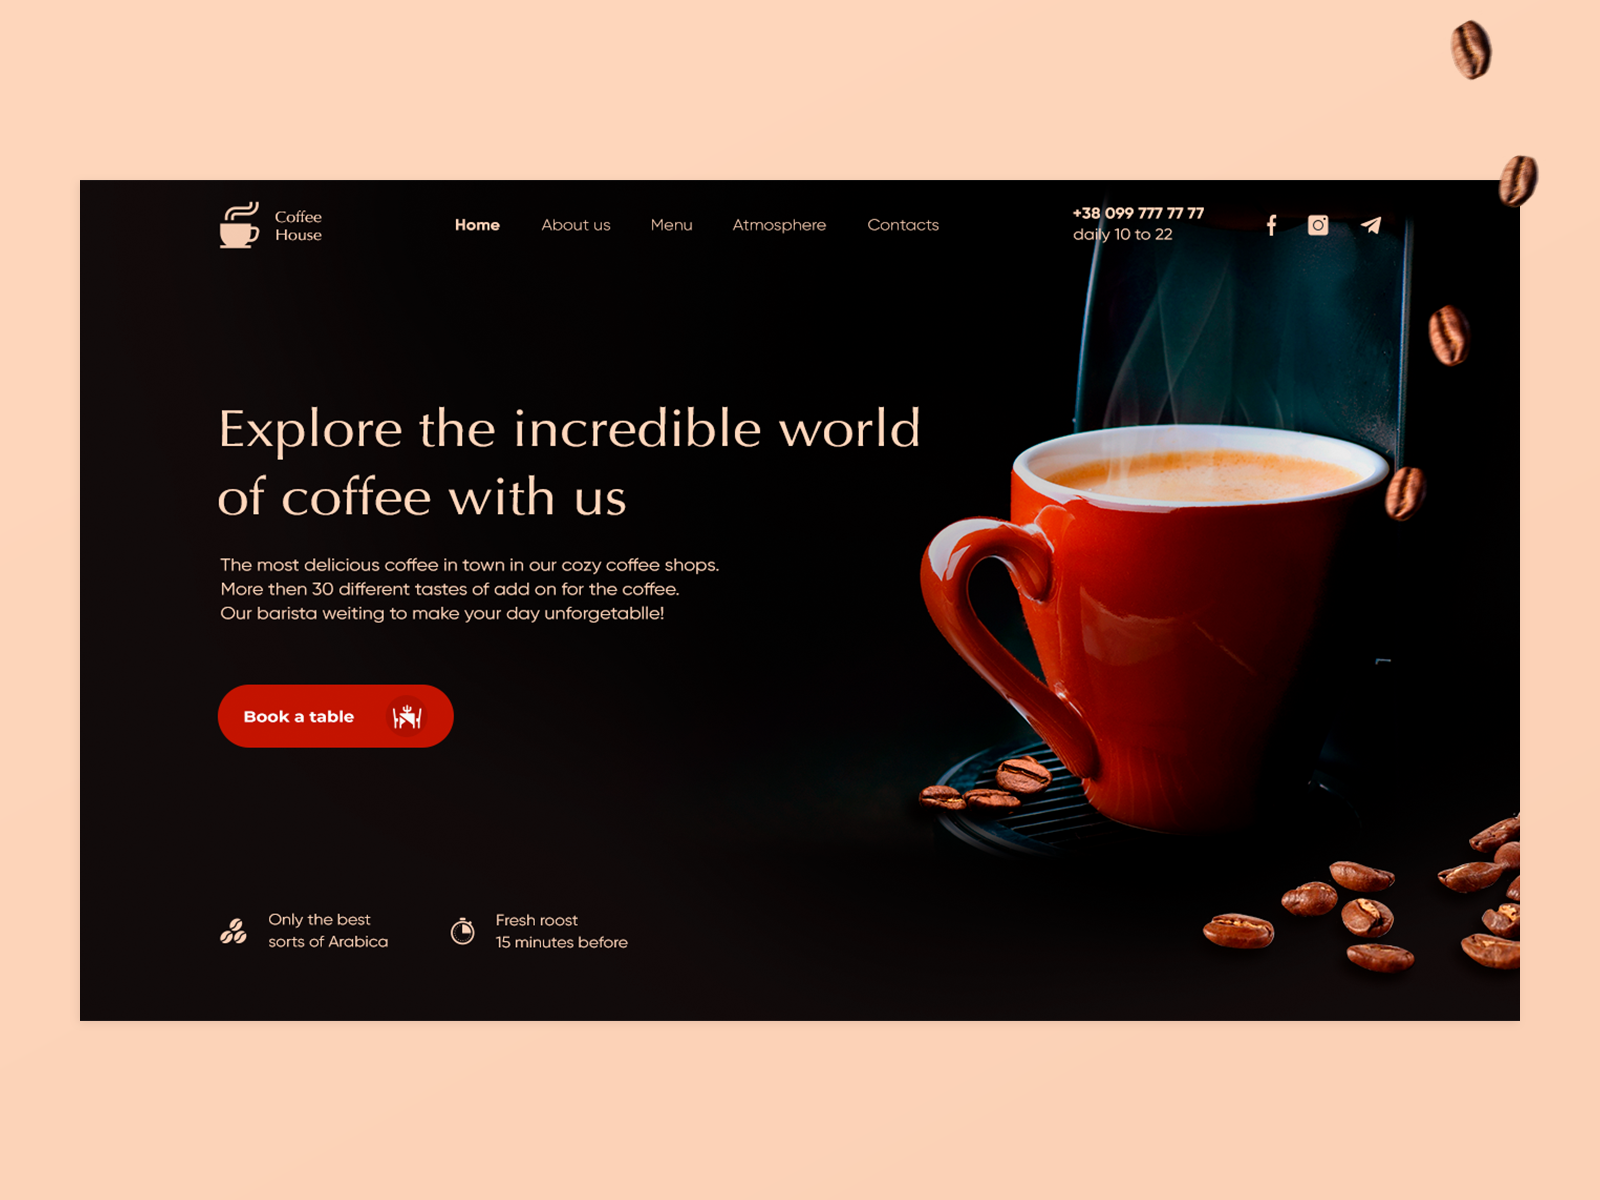 Coffee
House
Home About us Menu Atmosphere Contacts
+38 099 777 77 77
daily 10 to 22
Explore the incredible world
of coffee with us
The most delicious coffee in town in our cozy coffee shops.
More then 30 different tastes of add on for the coffee.
Our barista weiting to make your day unforgetablle!
Book a table
Only the best
sorts of Arabica
Fresh roost
15 minutes before